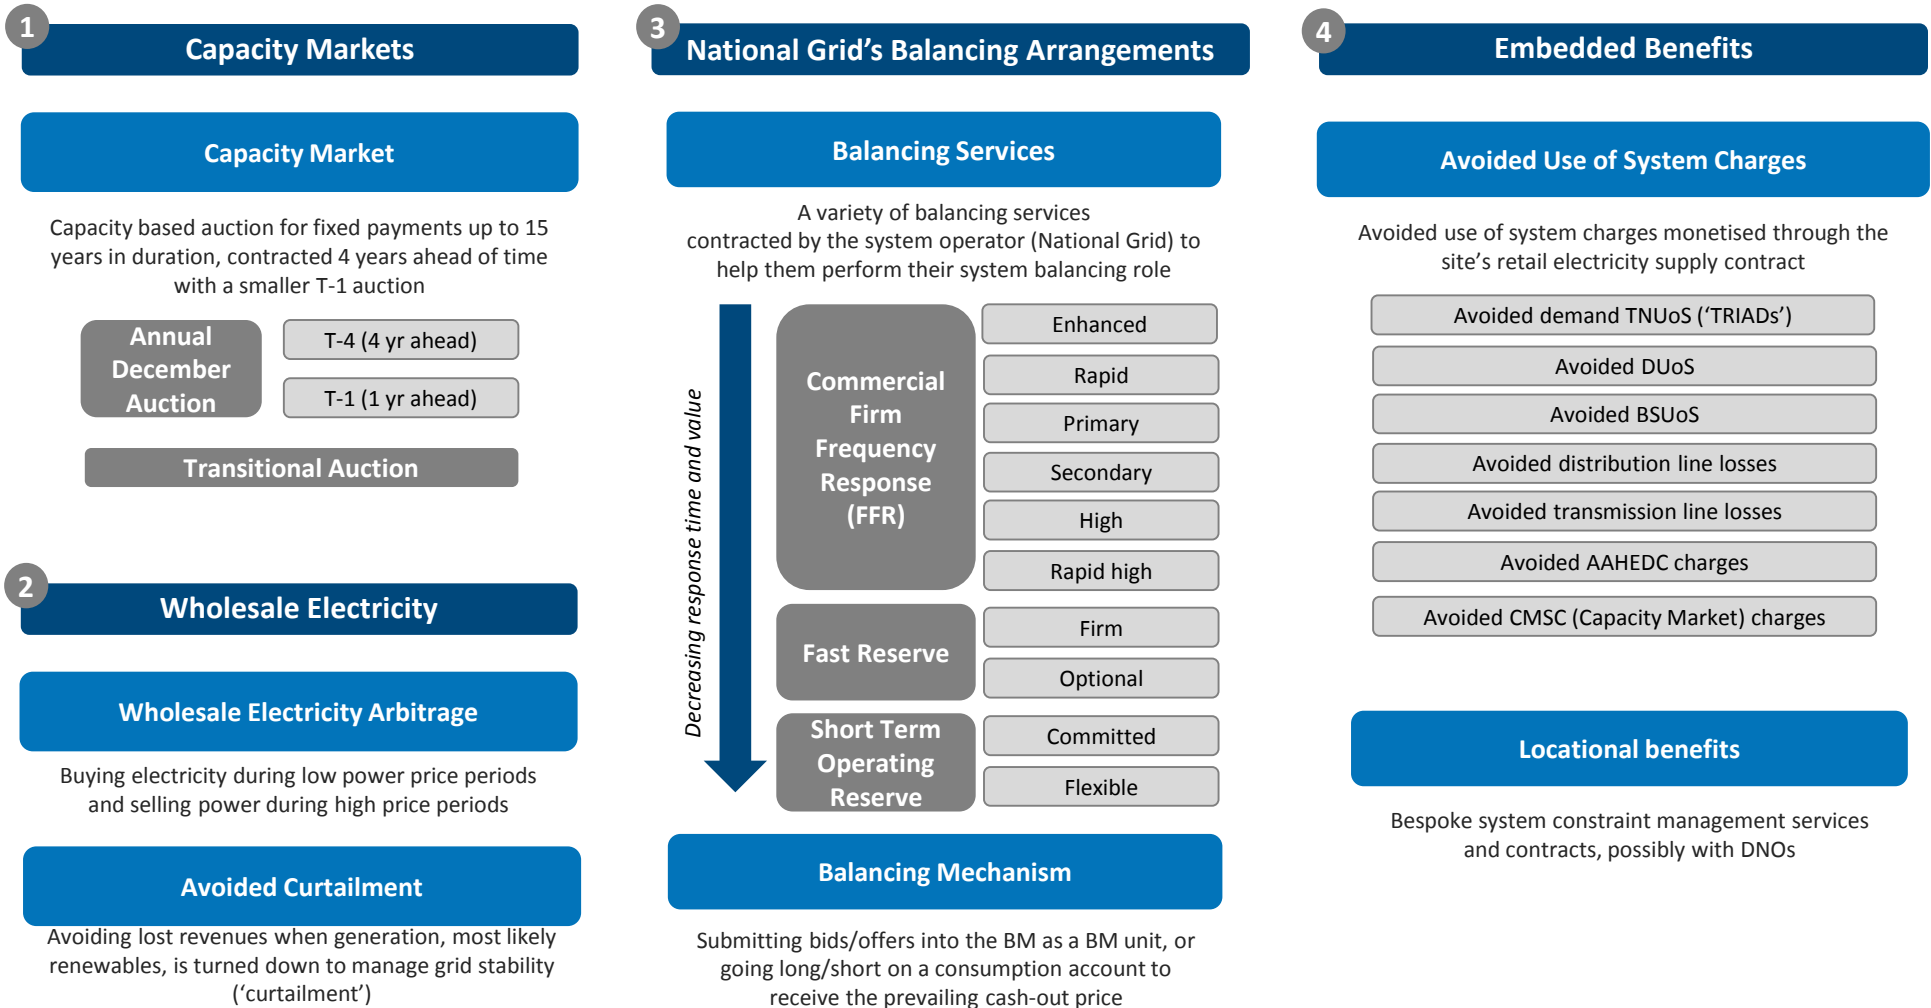 1
Capacity Markets
Capacity Market
Capacity based auction for fixed payments up to 15
years in duration, contracted 4 years ahead of time
with a smaller T-1 auction
Annual
December
Auction
T-4 (4 yr ahead)
T-1 (1 yr ahead)
Transitional Auction
2
Wholesale Electricity
Wholesale Electricity Arbitrage
Buying electricity during low power price periods
and selling power during high price periods
Avoided Curtailment
Avoiding lost revenues when generation, most likely
renewables, is turned down to manage grid stability
(‘curtailment’)
3
National Grid’s Balancing Arrangements
Balancing Services
A variety of balancing services
contracted by the system operator (National Grid) to
help them perform their system balancing role
Decreasing response time and value
Commercial
Firm
Frequency
Response
(FFR)
Enhanced
Rapid
Primary
Secondary
High
Rapid high
Fast Reserve
Firm
Optional
Short Term
Operating
Reserve
Committed
Flexible
Balancing Mechanism
Submitting bids/offers into the BM as a BM unit, or
going long/short on a consumption account to
receive the prevailing cash-out price
4
Embedded Benefits
Avoided Use of System Charges
Avoided use of system charges monetised through the
site’s retail electricity supply contract
Avoided demand TNUoS (‘TRIADs’)
Avoided DUoS
Avoided BSUoS
Avoided distribution line losses
Avoided transmission line losses
Avoided AAHEDC charges
Avoided CMSC (Capacity Market) charges
Locational benefits
Bespoke system constraint management services
and contracts, possibly with DNOs